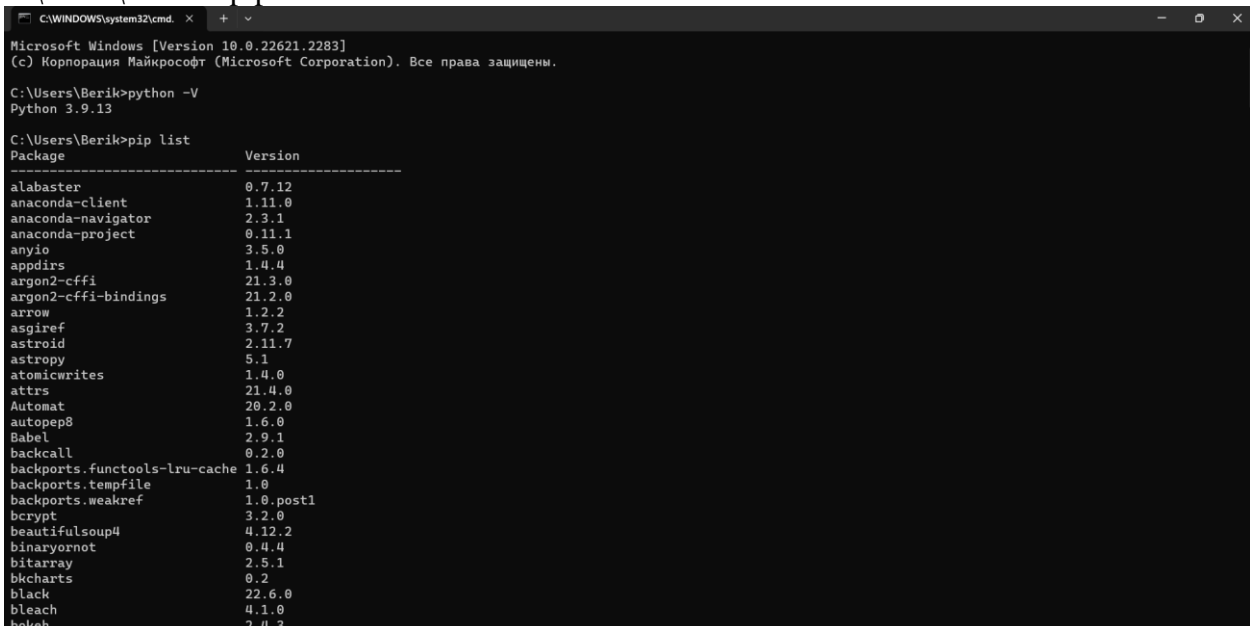 C:\WINDOWS\system32\cmd.
Microsoft Windows [Version 10.0.22621.2283]
(c) Корпорация Майкрософт (Microsoft Corporation). Все права защищены.
C:\Users\Berik>python -V
Python 3.9.13
C:\Users\Berik>pip list
Package Version
----------------------------- --------------------
alabaster 0.7.12
anaconda-client 1.11.0
anaconda-navigator 2.3.1
anaconda-project 0.11.1
anyio 3.5.0
appdirs 1.4.4
argon2-cffi 21.3.0
argon2-cffi-bindings 21.2.0
arrow 1.2.2
asgiref 3.7.2
astroid 2.11.7
astropy 5.1
atomicwrites 1.4.0
attrs 21.4.0
Automat 20.2.0
autopep8 1.6.0
Babel 2.9.1
backcall 0.2.0
backports.functools-lru-cache 1.6.4
backports.tempfile 1.0
backports.weakref 1.0.post1
bcrypt 3.2.0
beautifulsoup4 4.12.2
binaryornot 0.4.4
bitarray 2.5.1
bkcharts 0.2
black 22.6.0
bleach 4.1.0
bokeh 2.4.3